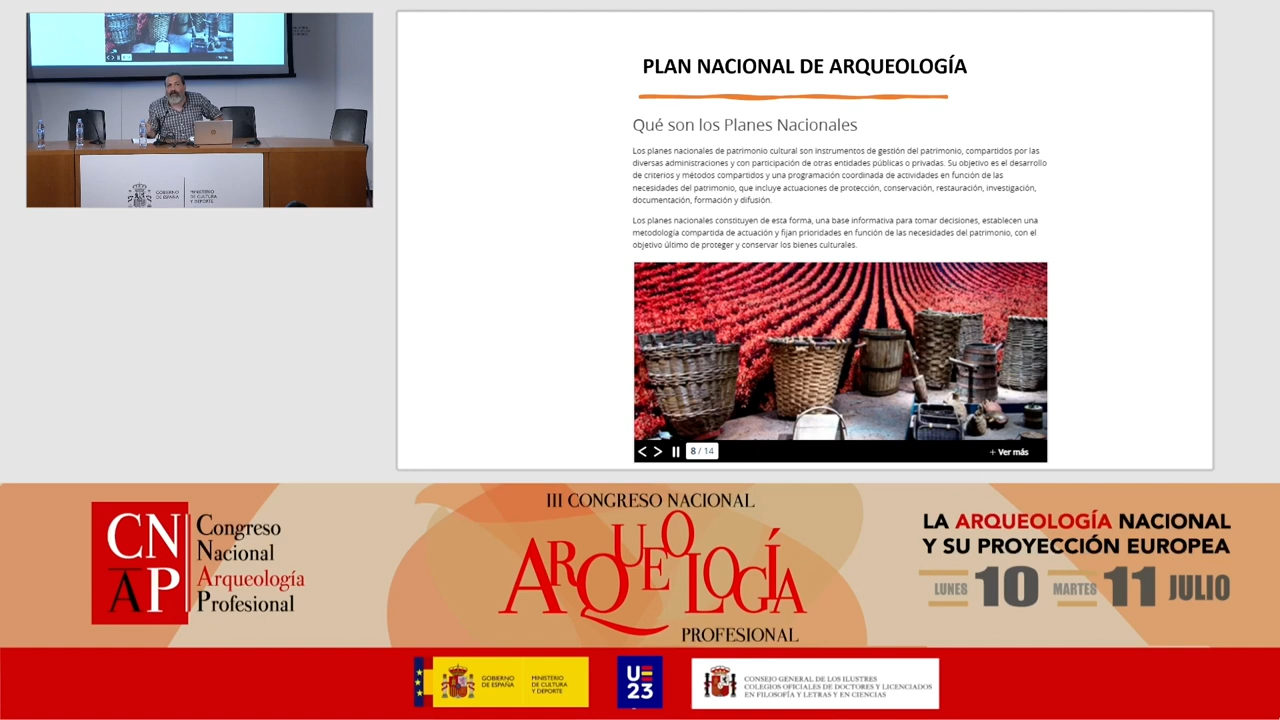 GOBIERNO
DE ESPAÑA
MINISTERIO
DE CULTURA
Y DEPORTE
PLAN NACIONAL DE ARQUEOLOGÍA
Qué son los Planes Nacionales
Los planes nacionales de patrimonio cultural son instrumentos de gestión del patrimonio, compartidos por las
diversas administraciones y con participación de otras entidades públicas o privadas. Su objetivo es el desarrollo
de criterios y métodos compartidos y una programación coordinada de actividades en función de las
necesidades del patrimonio, que incluye actuaciones de protección, conservación, restauración, investigación,
documentación, formación y difusión.
Los planes nacionales constituyen de esta forma, una base informativa para tomar decisiones, establecen una
metodología compartida de actuación y fijan prioridades en función de las necesidades del patrimonio, con el
objetivo último de proteger y conservar los bienes culturales.
8 / 14
+ Ver más
CN
AP
Congreso
Nacional
Arqueología
Profesional
III CONGRESO NACIONAL
ARQUEOLOGÍA
PROFESIONAL
LA ARQUEOLOGÍA NACIONAL
Y SU PROYECCIÓN EUROPEA
LUNES 10 MARTES 11 JULIO
GOBIERNO
DE ESPAÑA
MINISTERIO
DE CULTURA
Y DEPORTE
UE
23
CONSEJO GENERAL DE LOS ILUSTRES
COLEGIOS OFICIALES DE DOCTORES Y LICENCIADOS
EN FILOSOFÍA Y LETRAS Y EN CIENCIAS